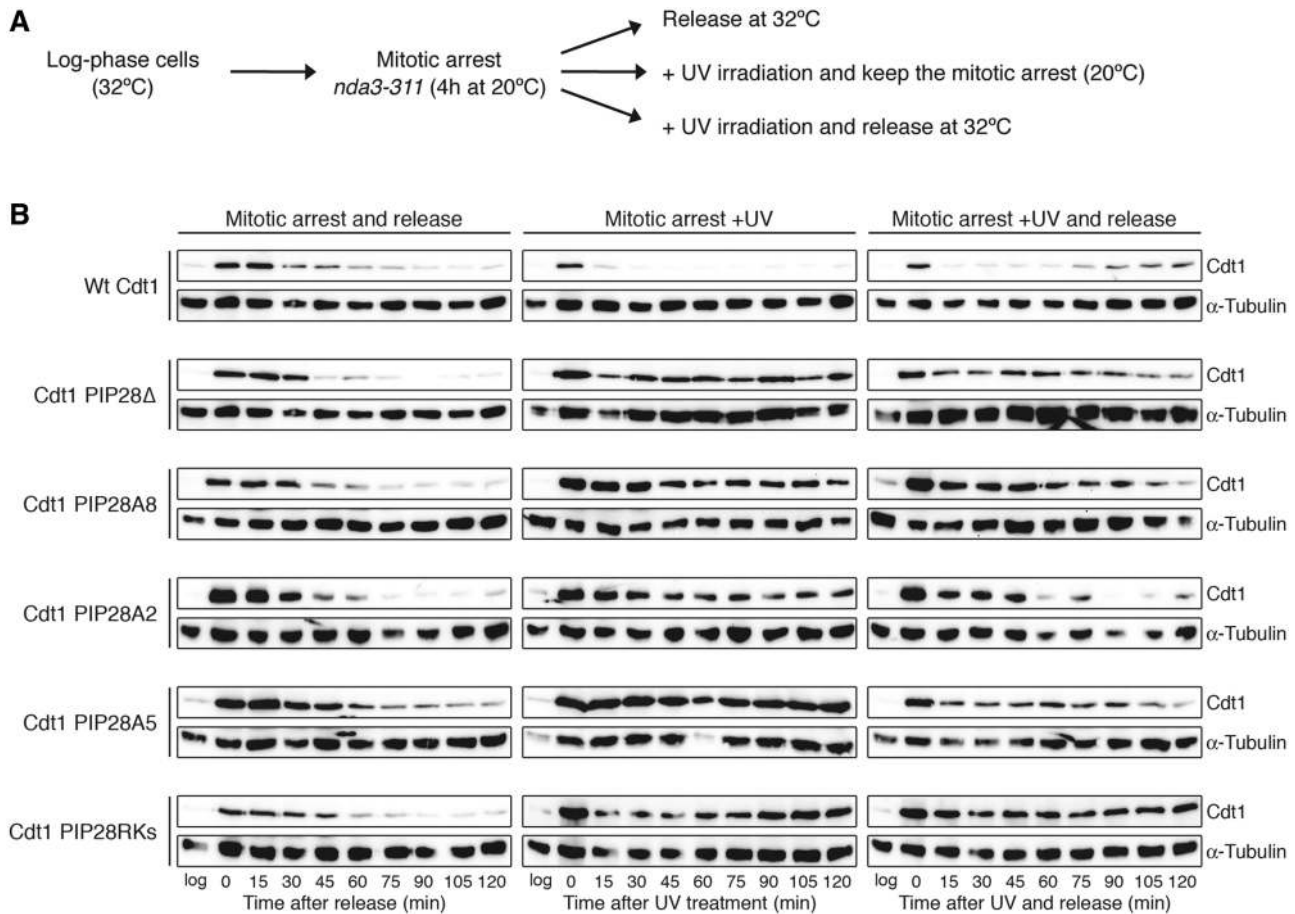 A
Log-phase cells
(32ºC)
Mitotic arrest
nda3-311 (4h at 20ºC)
Release at 32ºC
+ UV irradiation and keep the mitotic arrest (20ºC)
+ UV irradiation and release at 32ºC
B
Mitotic arrest and release
Mitotic arrest +UV
Mitotic arrest +UV and release
Wt Cdt1
Cdt1
α-Tubulin
Cdt1 PIP28Δ
Cdt1
α-Tubulin
Cdt1 PIP28A8
Cdt1
α-Tubulin
Cdt1 PIP28A2
Cdt1
α-Tubulin
Cdt1 PIP28A5
Cdt1
α-Tubulin
Cdt1 PIP28RKs
Cdt1
α-Tubulin
log 0 15 30 45 60 75 90 105 120
Time after release (min)
log 0 15 30 45 60 75 90 105 120
Time after UV treatment (min)
log 0 15 30 45 60 75 90 105 120
Time after UV and release (min)